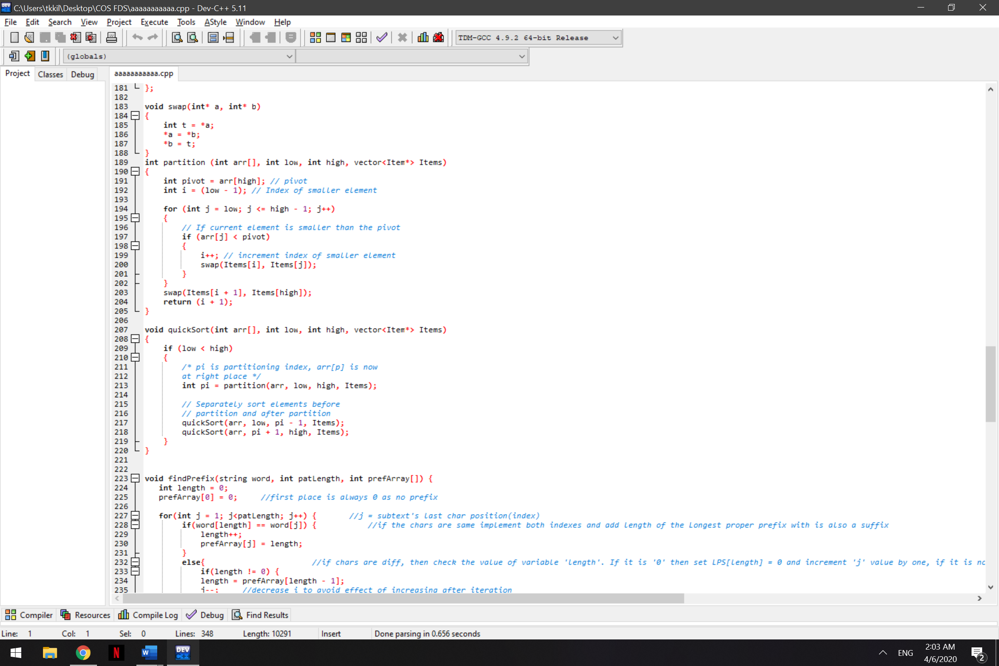 C:\Users\tkkil\Desktop\COS FDS\aaaaaaaaaaa.cpp - Dev-C++ 5.11
File Edit Search View Project Execute Tools AStyle Window Help
TDM-GCC 4.9.2 64-bit Release
(globals)
Project Classes Debug
aaaaaaaaaaa.cpp
181 };
182
183 void swap(int* a, int* b)
184 {
185     int t = *a;
186     *a = *b;
187     *b = t;
188 }
189 int partition (int arr[], int low, int high, vector<Item*> Items)
190 {
191     int pivot = arr[high]; // pivot
192     int i = (low - 1); // Index of smaller element
193
194     for (int j = low; j <= high - 1; j++)
195     {
196         // If current element is smaller than the pivot
197         if (arr[j] < pivot)
198         {
199             i++; // increment index of smaller element
200             swap(Items[i], Items[j]);
201         }
202     }
203     swap(Items[i + 1], Items[high]);
204     return (i + 1);
205 }
206
207 void quickSort(int arr[], int low, int high, vector<Item*> Items)
208 {
209     if (low < high)
210     {
211         /* pi is partitioning index, arr[p] is now
212         at right place */
213         int pi = partition(arr, low, high, Items);
214
215         // Separately sort elements before
216         // partition and after partition
217         quickSort(arr, low, pi - 1, Items);
218         quickSort(arr, pi + 1, high, Items);
219     }
220 }
221
222
223 void findPrefix(string word, int patLength, int prefArray[]) {
224    int length = 0;
225    prefArray[0] = 0;     //first place is always 0 as no prefix
226
227    for(int j = 1; j<patLength; j++) {       //j = subtext's last char position(index)
228         if(word[length] == word[j]) {           //if the chars are same implement both indexes and add length of the Longest proper prefix with is also a suffix
229             length++;
230             prefArray[j] = length;
231         }
232         else{                       //if chars are diff, then check the value of variable 'length'. If it is '0' then set LPS[length] = 0 and increment 'j' value by one, if it is
233             if(length != 0) {
234             length = prefArray[length - 1];
235             j--;     //decrease j to avoid effect of increasing after iteration
Compiler Resources Compile Log Debug Find Results
Line: 1 Col: 1 Sel: 0 Lines: 348 Length: 10291 Insert Done parsing in 0.656 seconds
DEV C++
ENG
2:03 AM
4/6/2020
2